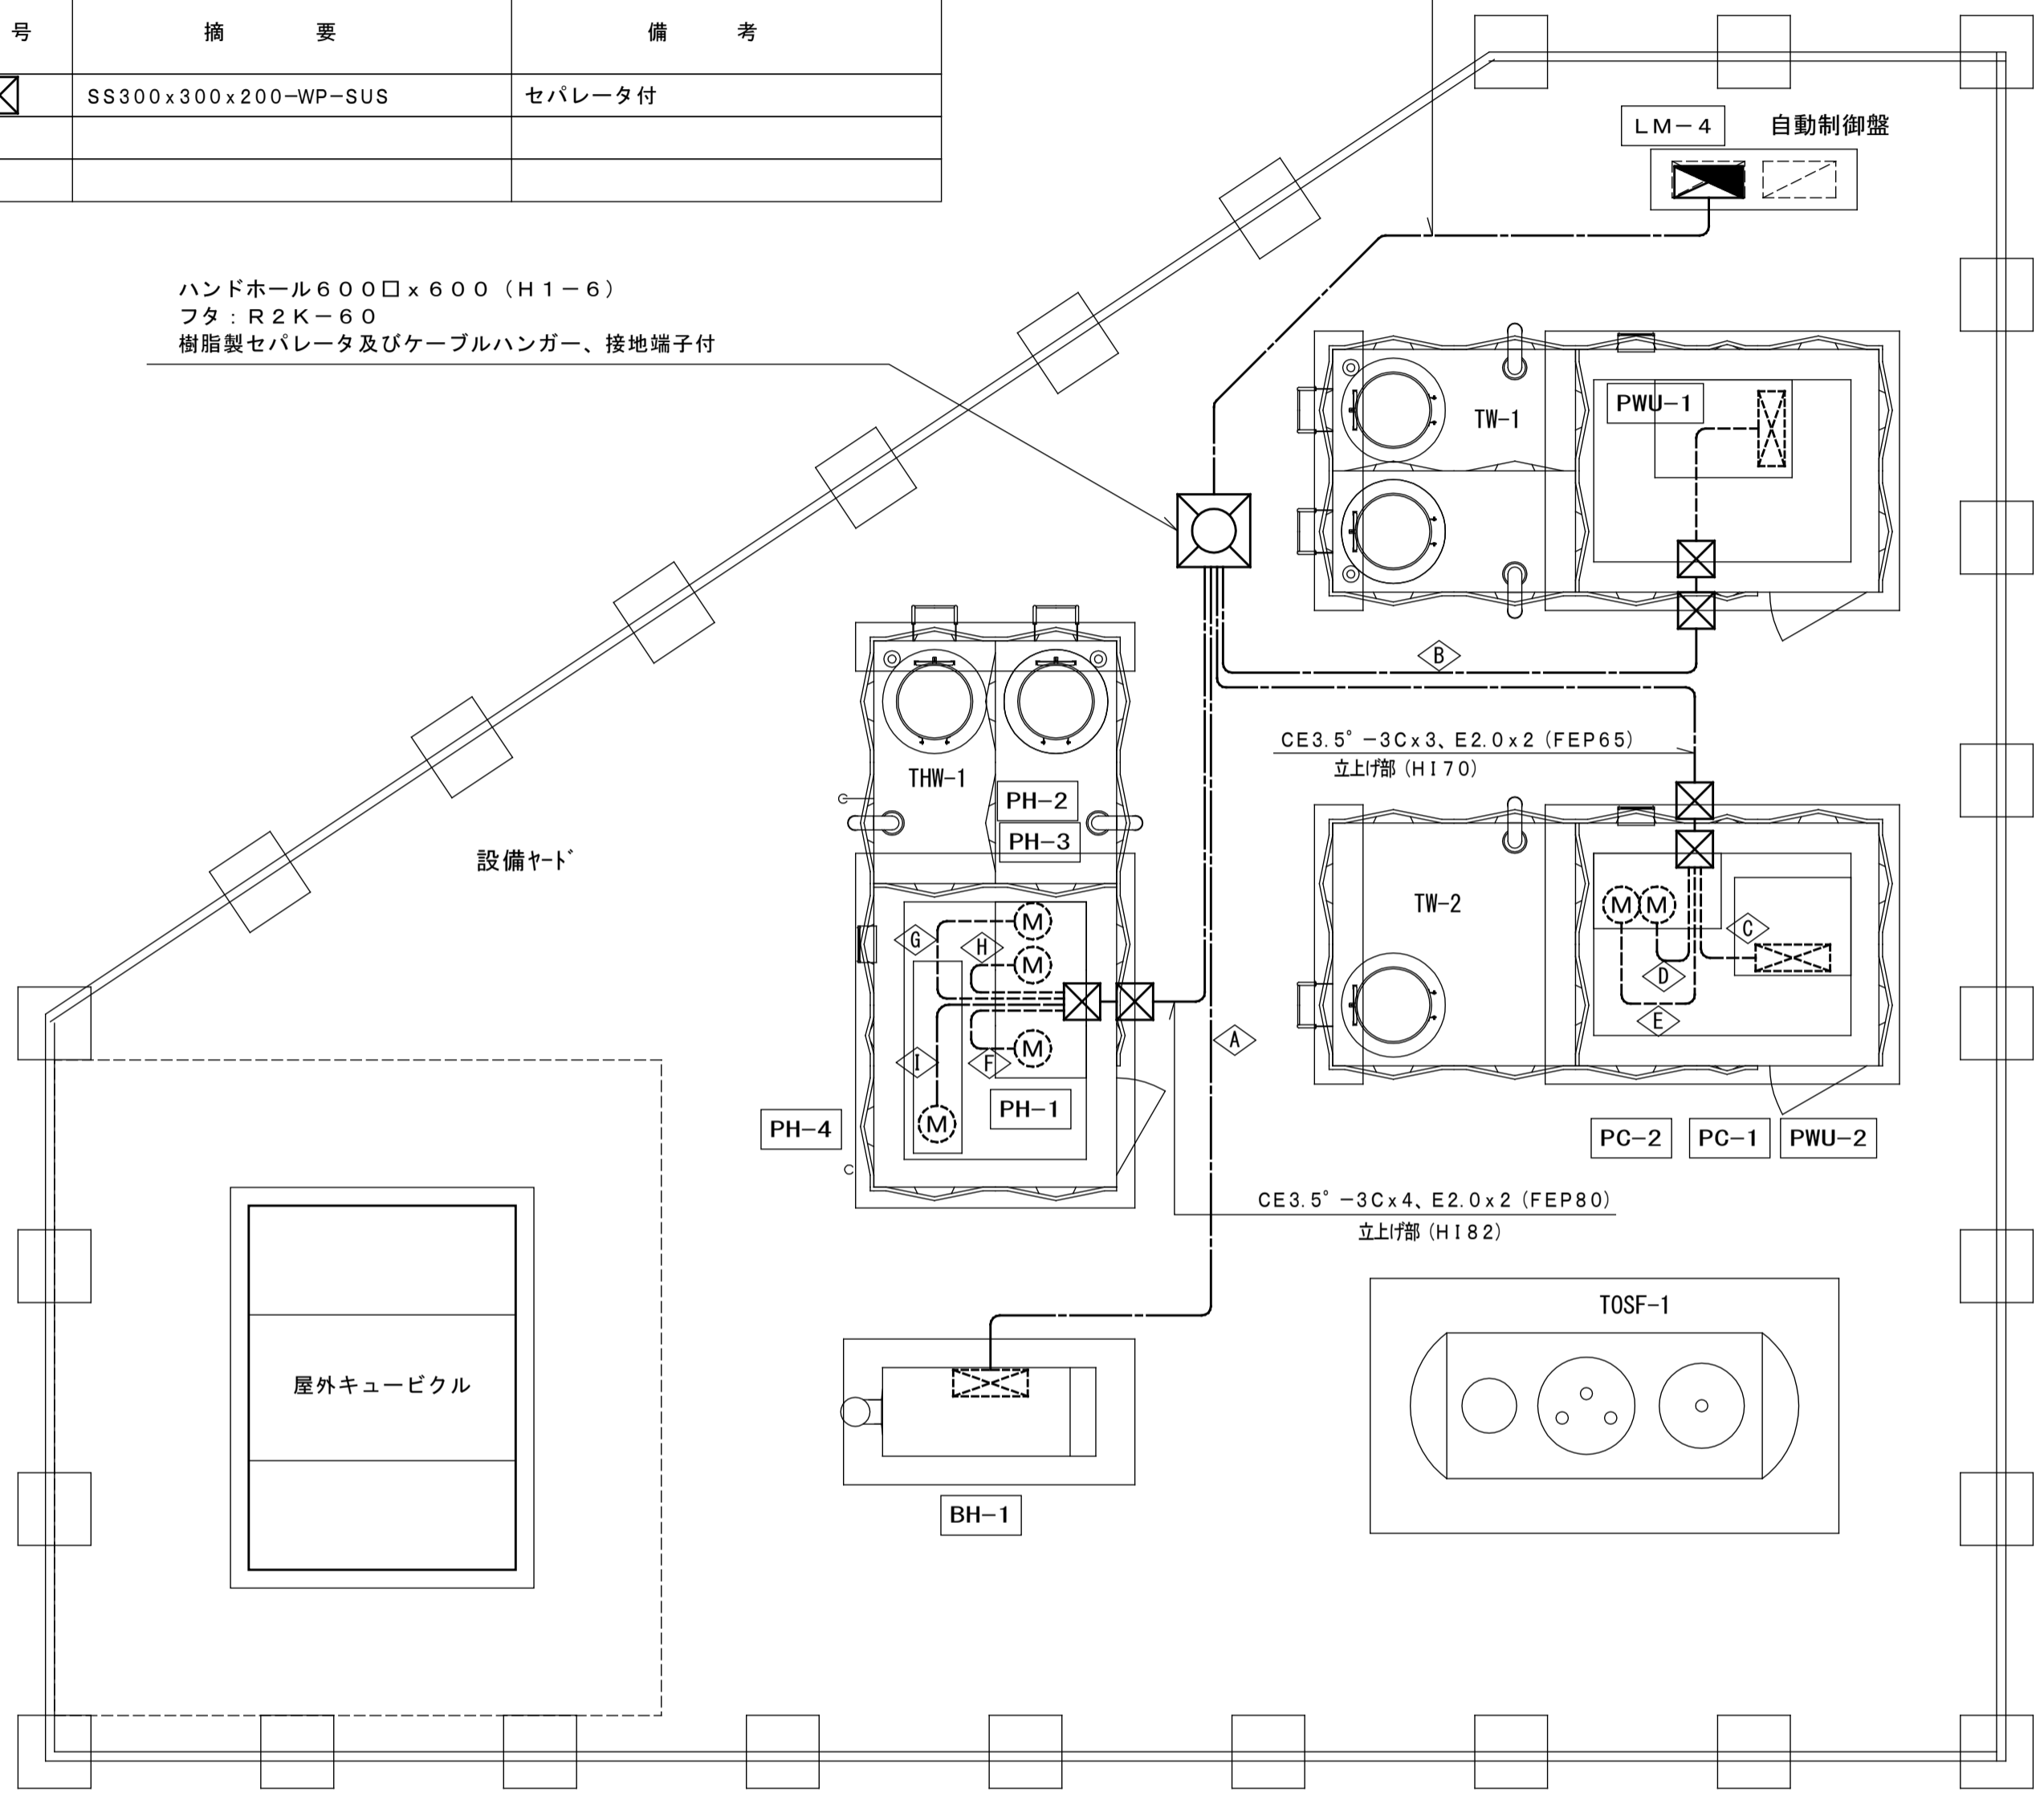 号 摘 要 備 考
SS300x300x200-WP-SUS セパレータ付
LM-4 自動制御盤
ハンドホール600口x600(H1-6)
フタ:R2K-60
樹脂製セパレータ及びケーブルハンガー、接地端子付
PWU-1
TW-1
B
CE3.5°-3Cx3、E2.0x2(FEP65)
立上げ部(HI70)
THW-1
PH-2
PH-3
設備ﾔｰﾄﾞ
TW-2
M M
C
D
E
G
H
M
M
A
I
F
M
PH-1
M
PH-4
PC-2 PC-1 PWU-2
CE3.5°-3Cx4、E2.0x2(FEP80)
立上げ部(HI82)
TOSF-1
屋外キュービクル
BH-1